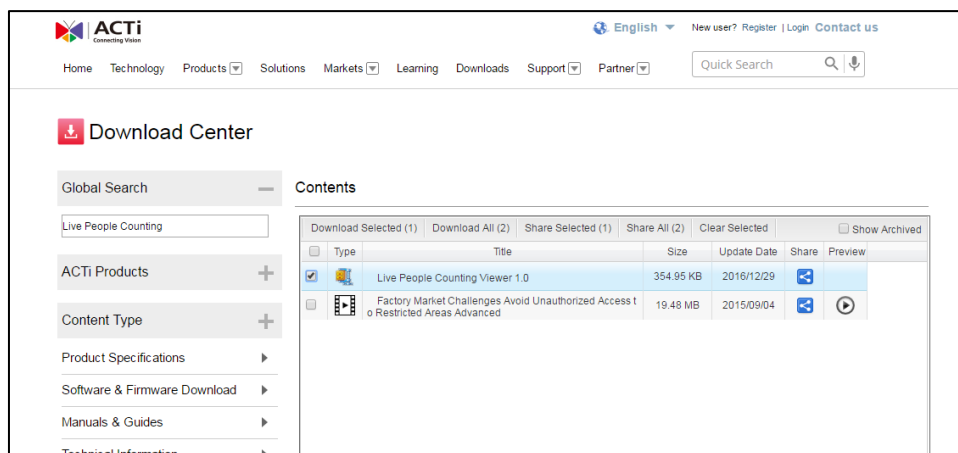 ACTi
Connecting Vision
English
New user? Register | Login Contact us
Home Technology Products Solutions Markets Learning Downloads Support Partner
Quick Search
Download Center
Global Search
Live People Counting
ACTi Products
Content Type
Product Specifications
Software & Firmware Download
Manuals & Guides
Technical Information
Contents
Download Selected (1) Download All (2) Share Selected (1) Share All (2) Clear Selected Show Archived
Type Title Size Update Date Share Preview
Live People Counting Viewer 1.0 354.95 KB 2016/12/29
Factory Market Challenges Avoid Unauthorized Access t
o Restricted Areas Advanced 19.48 MB 2015/09/04